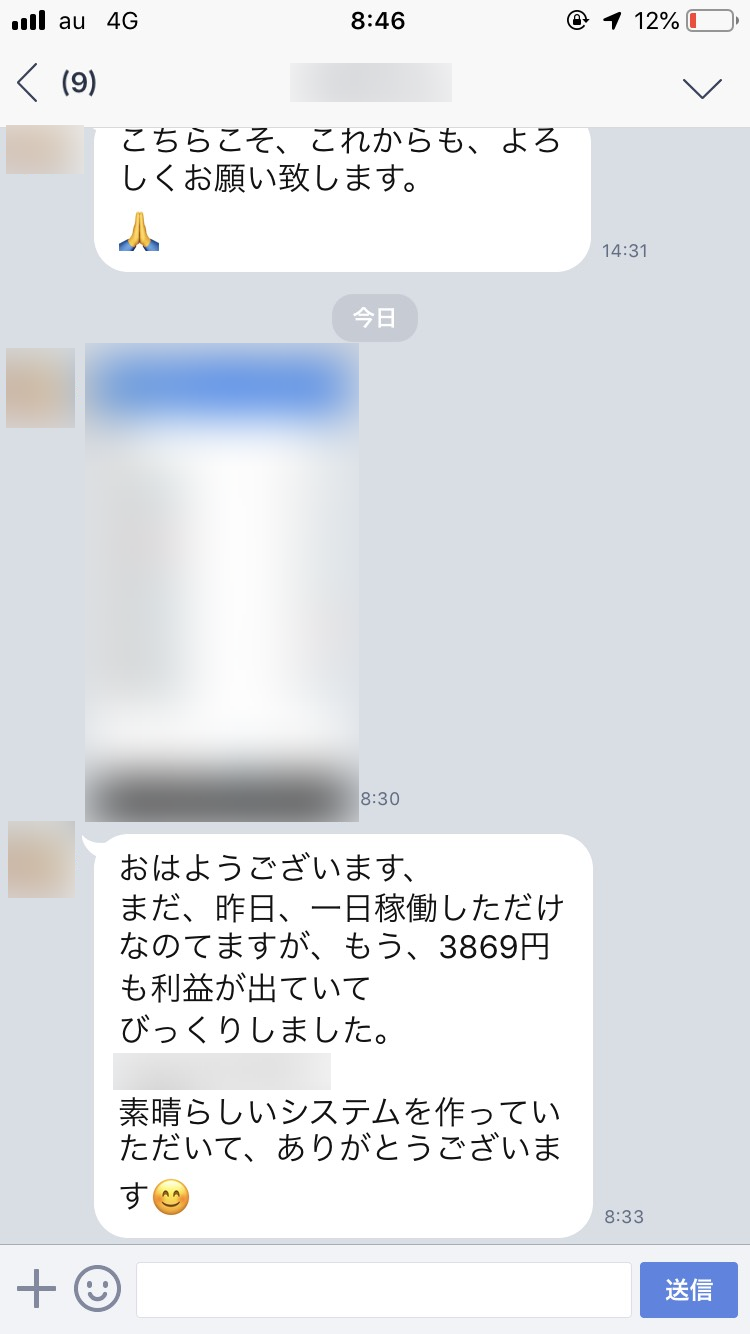 au 4G 8:46 12%
(9)
こちらこそ、これからも、よろ
しくお願い致します。
🙏
14:31
今日
8:30
おはようございます、
まだ、昨日、一日稼働しただけ
なのてますが、もう、3869円
も利益が出ていて
びっくりしました。
素晴らしいシステムを作ってい
ただいて、ありがとうございま
す😊
8:33
送信